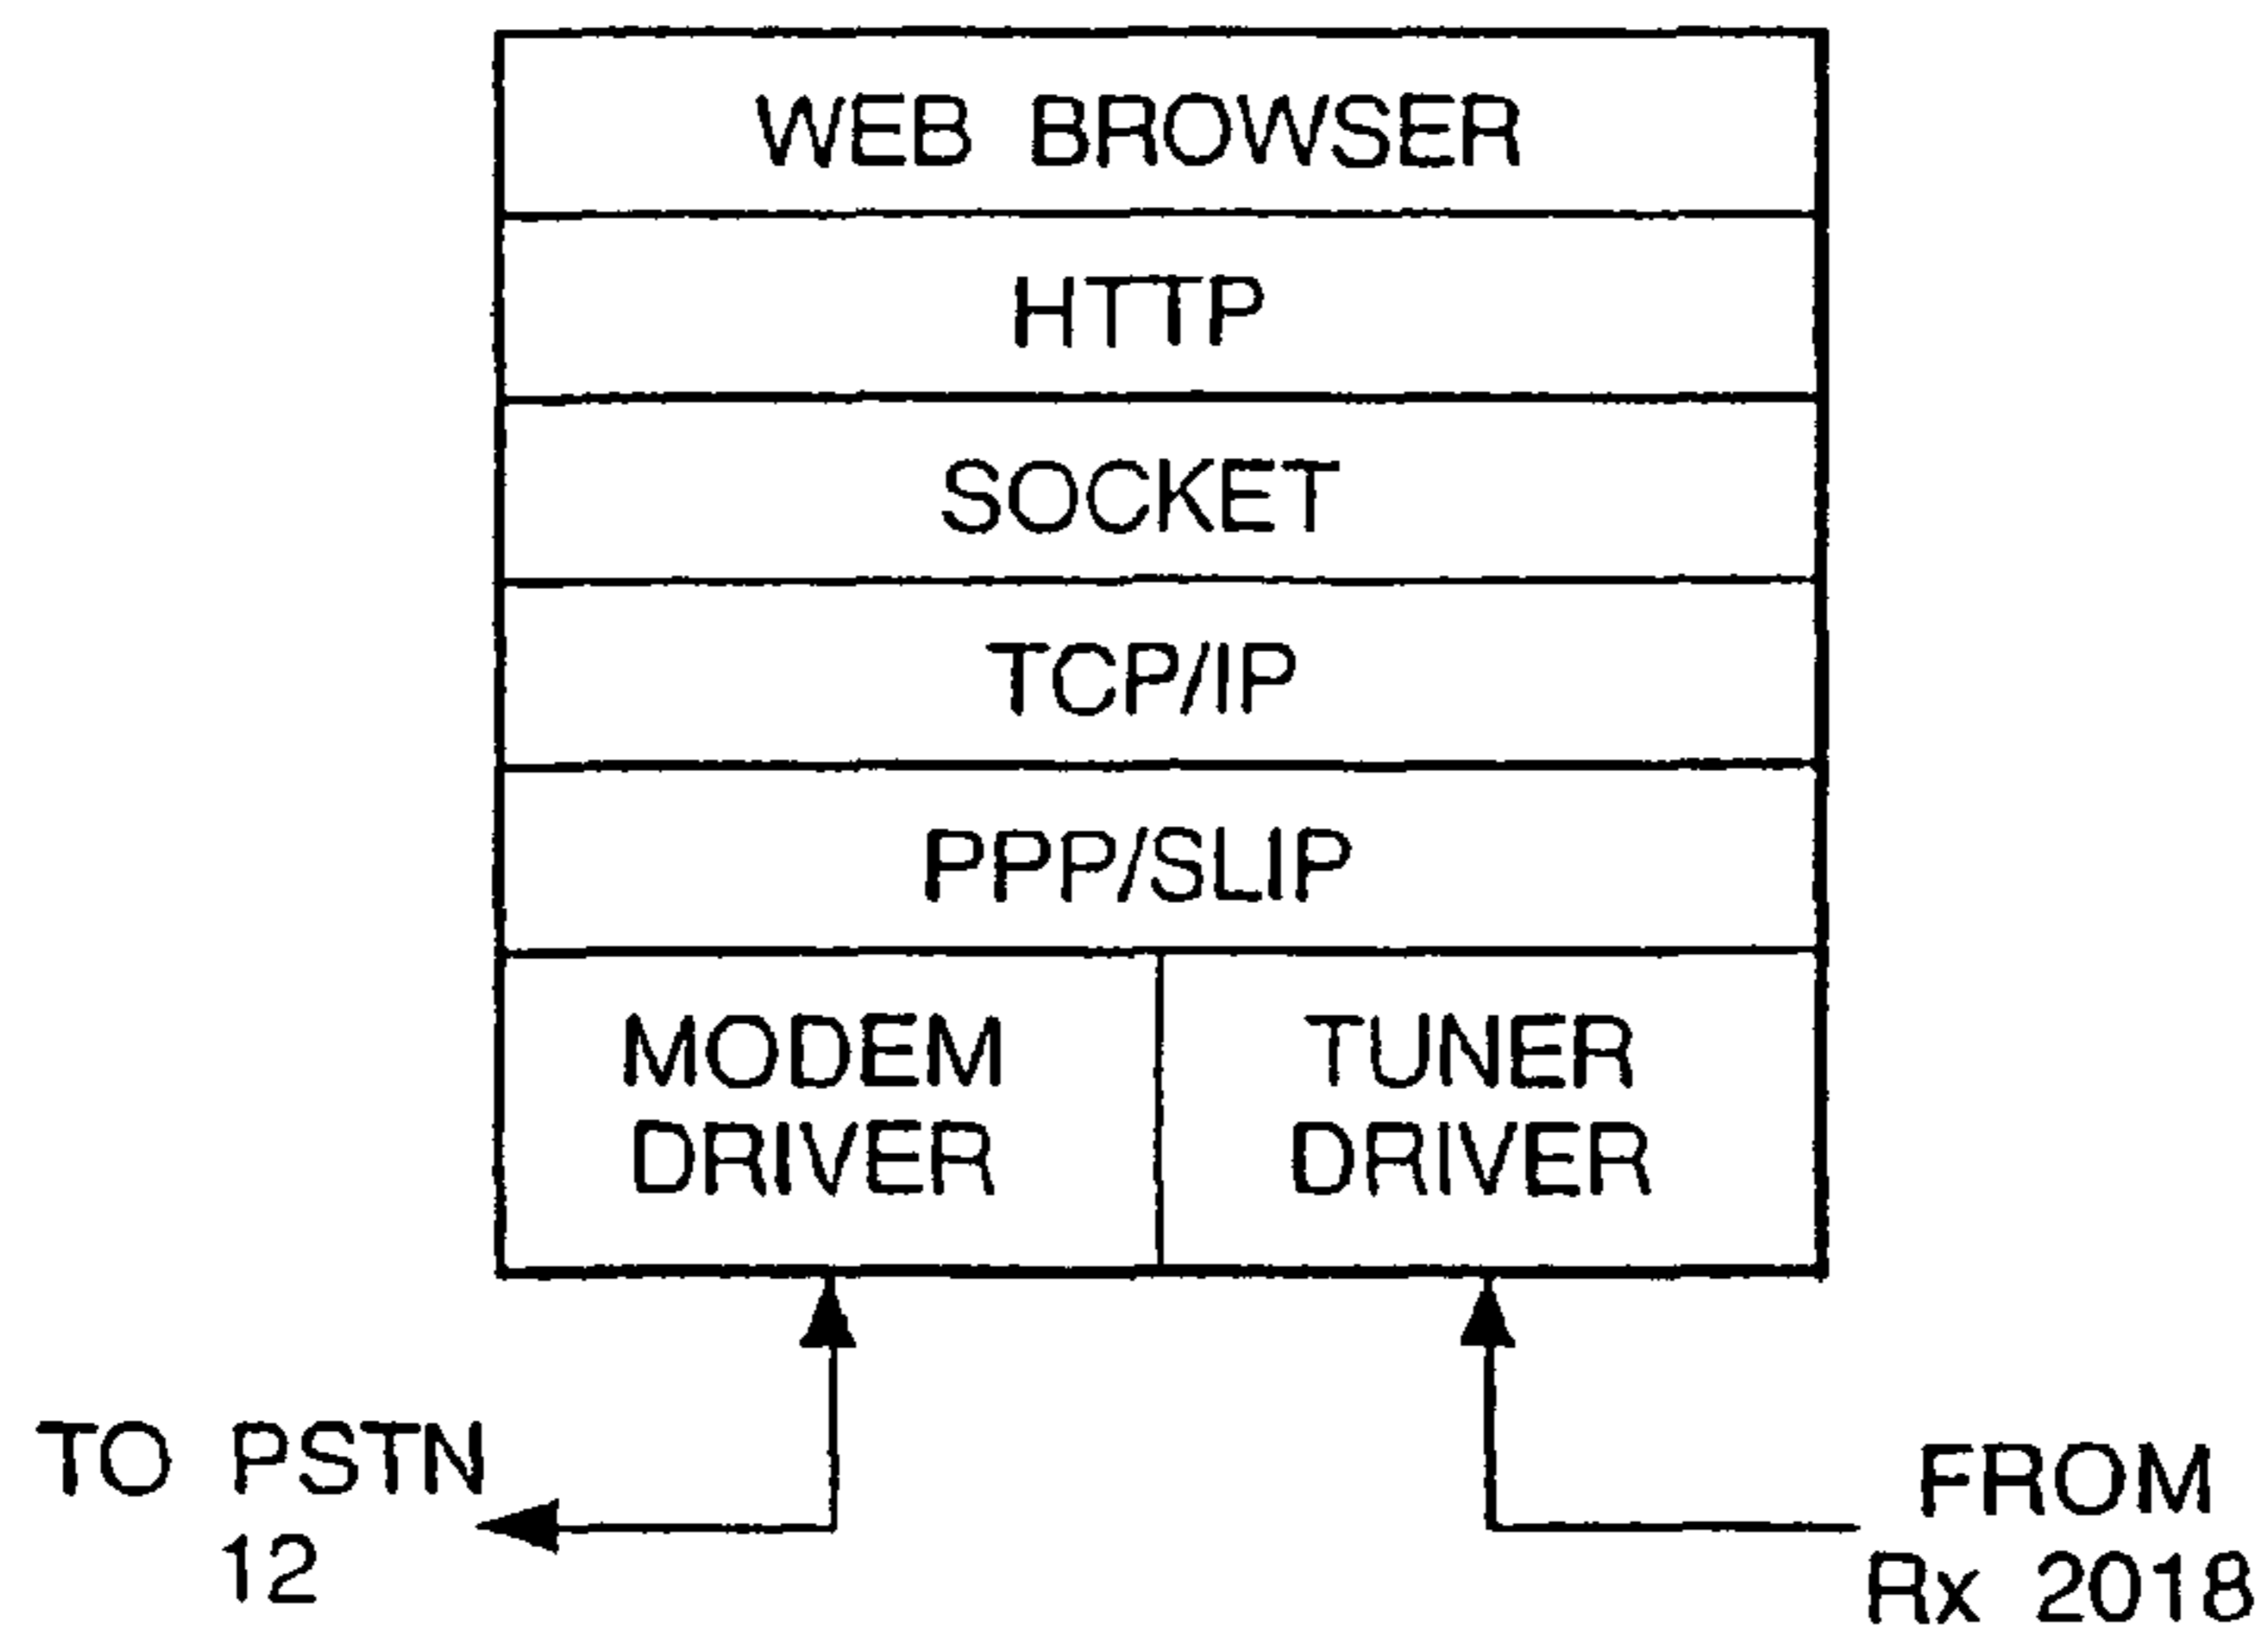 WEB BROWSER
HTTP
SOCKET
TCP/IP
PPP/SLIP
MODEM
DRIVER
TUNER
DRIVER
TO PSTN
12
FROM
Rx 2018